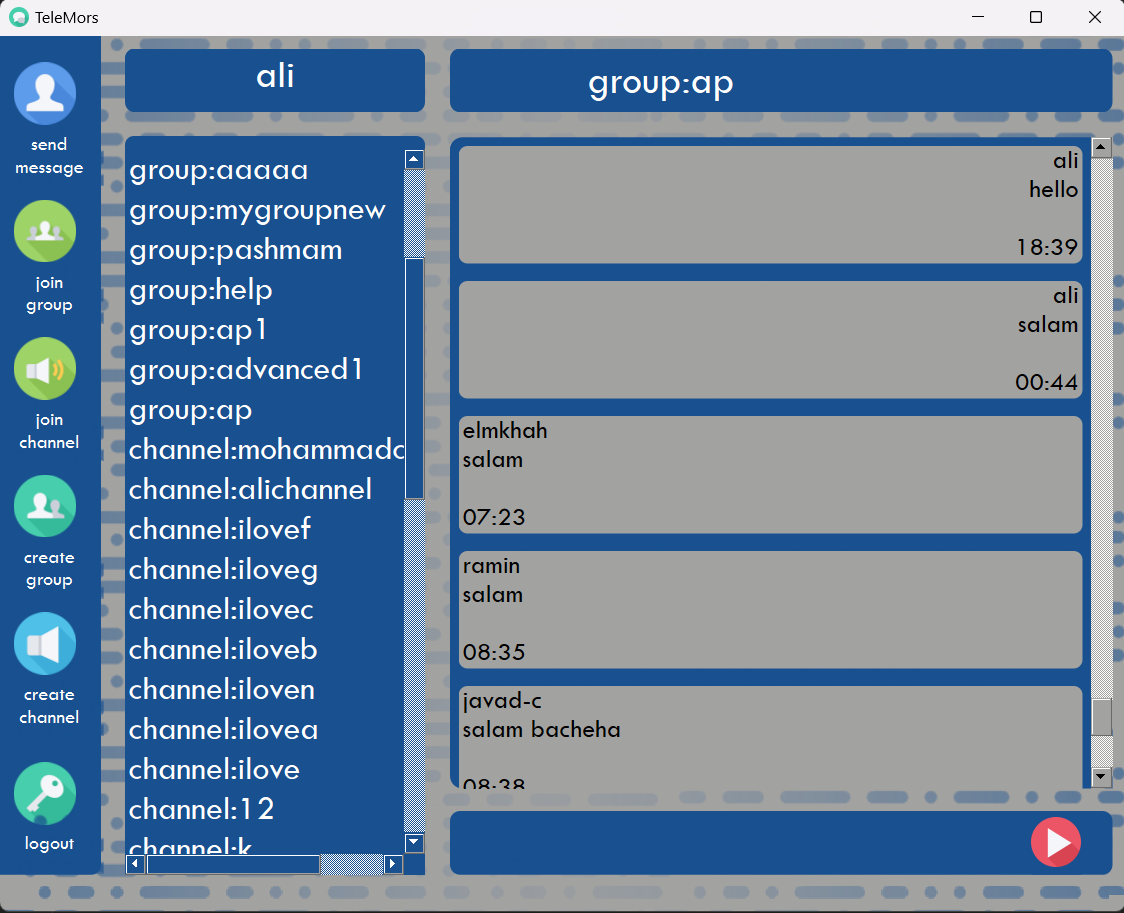 TeleMors
send
message
join
group
join
channel
create
group
create
channel
logout
ali
group:aaaaa
group:mygroupnew
group:pashmam
group:help
group:ap1
group:advanced1
group:ap
channel:mohammadc
channel:alichannel
channel:ilovef
channel:iloveg
channel:ilovec
channel:iloveb
channel:iloven
channel:ilovea
channel:ilove
channel:12
channel:k
group:ap
ali
hello
18:39
ali
salam
00:44
elmkhah
salam
07:23
ramin
salam
08:35
javad-c
salam bacheha
08:38